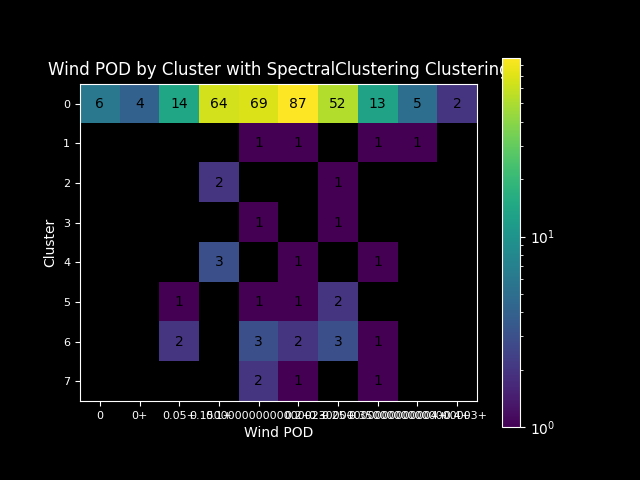 Wind POD by Cluster with SpectralClustering Clustering
0 6 4 14 64 69 87 52 13 5 2
1 1 1 1 1
2 2 1
3 1 1
4 3 1 1
5 1 1 1 2
6 2 3 2 3 1
7 2 1 1
Cluster
0 0+ 0.05+
Wind POD
10¹
10⁰